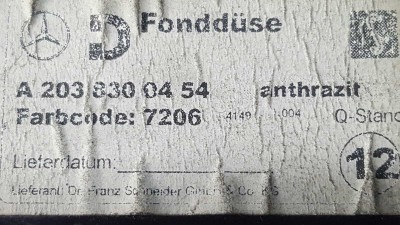 D Fonddüse
A 203 830 04 54 anthrazit
Farbcode: 7206 4149 004 Q-Stand
Lieferdatum:
12
Lieferant: Dr. Franz Schneider GmbH & Co. KG